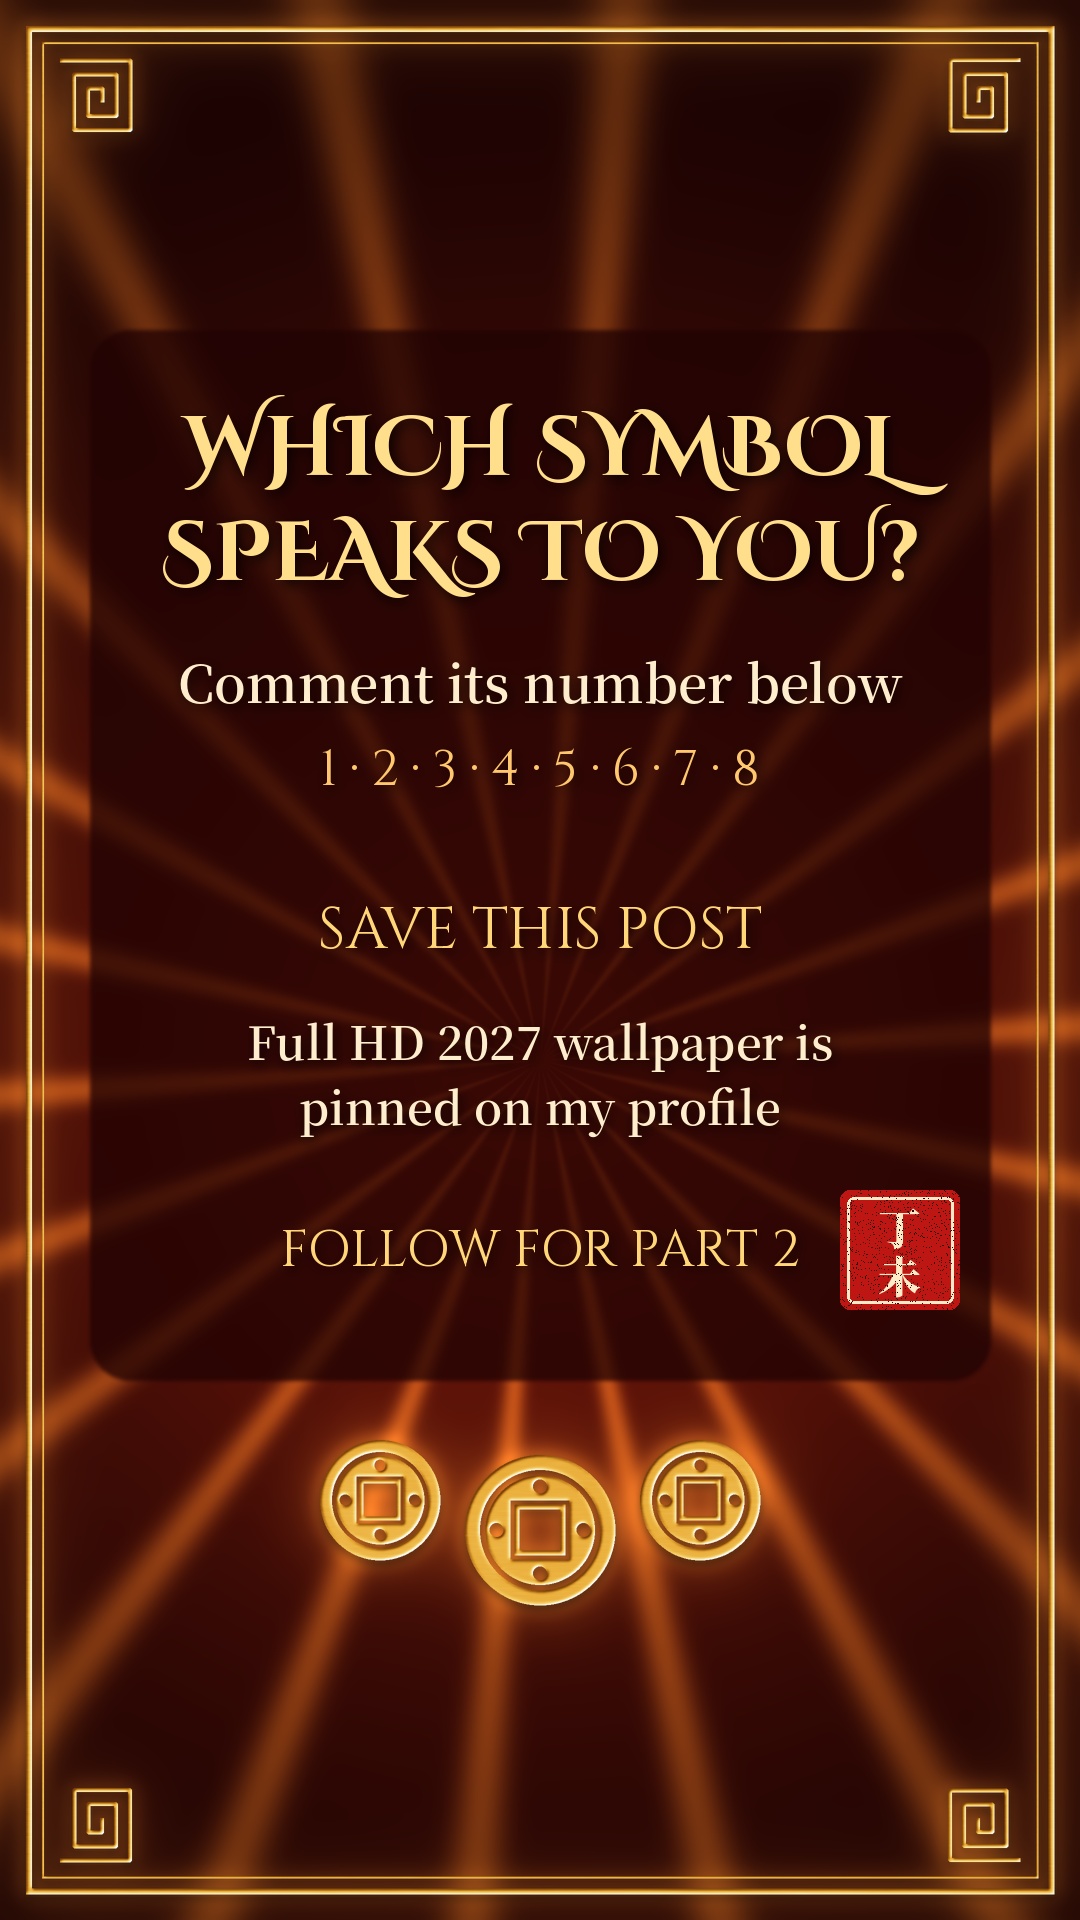 WHICH SYMBOL
SPEAKS TO YOU?
Comment its number below
1 · 2 · 3 · 4 · 5 · 6 · 7 · 8
SAVE THIS POST
Full HD 2027 wallpaper is
pinned on my profile
FOLLOW FOR PART 2
丁未